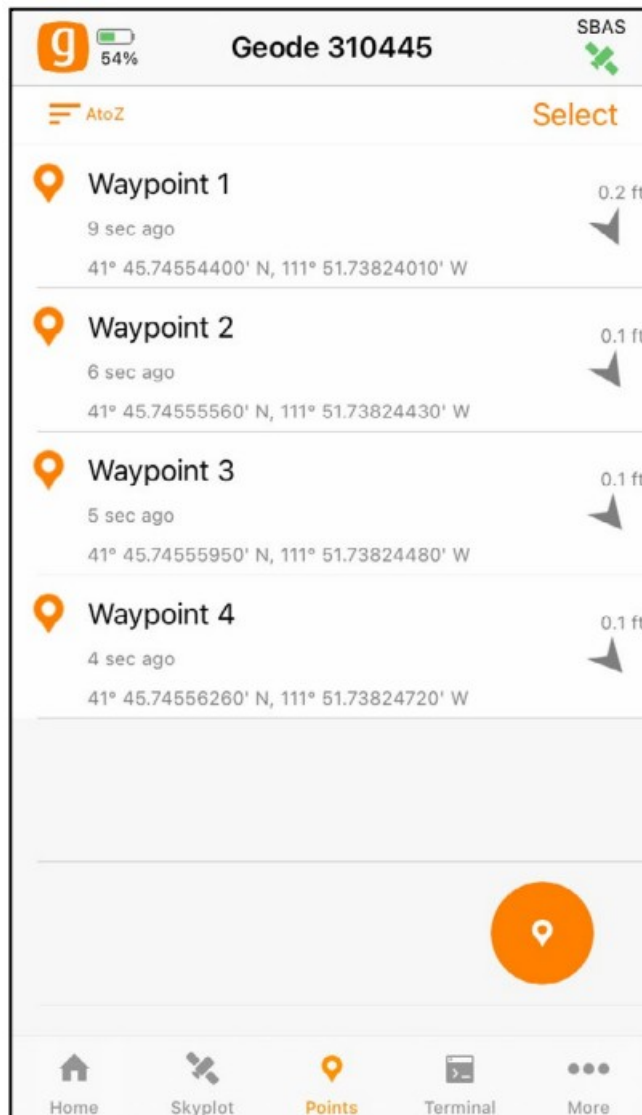 g
54%
Geode 310445
SBAS
AtoZ
Select
Waypoint 1
0.2 ft
9 sec ago
41° 45.74554400' N, 111° 51.73824010' W
Waypoint 2
0.1 ft
6 sec ago
41° 45.74555560' N, 111° 51.73824430' W
Waypoint 3
0.1 ft
5 sec ago
41° 45.74555950' N, 111° 51.73824480' W
Waypoint 4
0.1 ft
4 sec ago
41° 45.74556260' N, 111° 51.73824720' W
Home Skyplot Points Terminal More